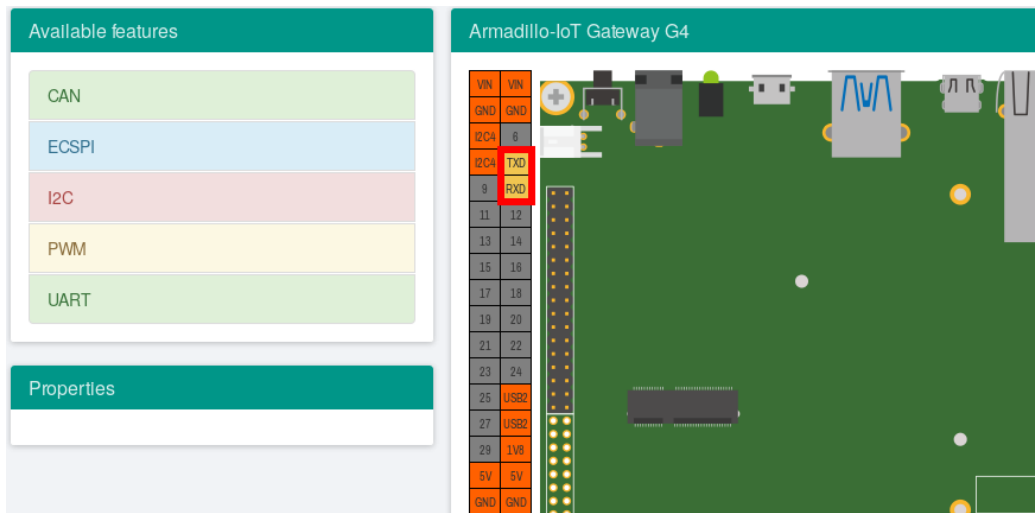 Available features
CAN
ECSPI
I2C
PWM
UART
Properties
Armadillo-IoT Gateway G4
VIN VIN
GND GND
I2C4 6
I2C4 TXD
9 RXD
11 12
13 14
15 16
17 18
19 20
21 22
23 24
25 USB2
27 USB2
29 1V8
5V 5V
GND GND